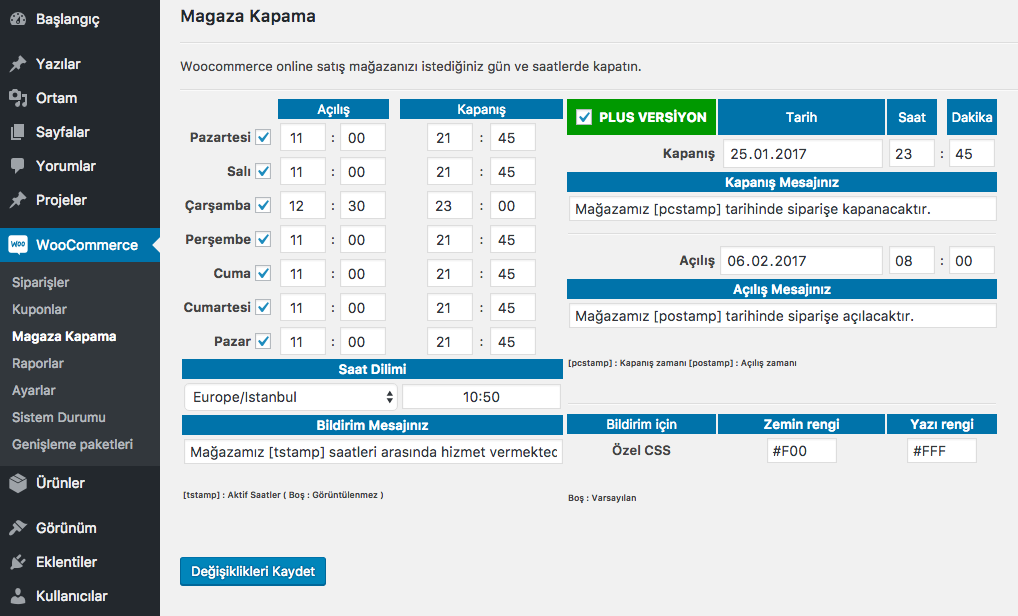 Başlangıç
Yazılar
Ortam
Sayfalar
Yorumlar
Projeler
woo WooCommerce
Siparişler
Kuponlar
Magaza Kapama
Raporlar
Ayarlar
Sistem Durumu
Genişleme paketleri
Ürünler
Görünüm
Eklentiler
Kullanıcılar
Magaza Kapama
Woocommerce online satış mağazanızı istediğiniz gün ve saatlerde kapatın.
Açılış Kapanış
Pazartesi 11 : 00 21 : 45
Salı 11 : 00 21 : 45
Çarşamba 12 : 30 23 : 00
Perşembe 11 : 00 21 : 45
Cuma 11 : 00 21 : 45
Cumartesi 11 : 00 21 : 45
Pazar 11 : 00 21 : 45
Saat Dilimi
Europe/Istanbul 10:50
Bildirim Mesajınız
Mağazamız [tstamp] saatleri arasında hizmet vermektec
[tstamp] : Aktif Saatler ( Boş : Görüntülenmez )
PLUS VERSİYON Tarih Saat Dakika
Kapanış 25.01.2017 23 : 45
Kapanış Mesajınız
Mağazamız [pcstamp] tarihinde siparişe kapanacaktır.
Açılış 06.02.2017 08 : 00
Açılış Mesajınız
Mağazamız [postamp] tarihinde siparişe açılacaktır.
[pcstamp] : Kapanış zamanı [postamp] : Açılış zamanı
Bildirim için Zemin rengi Yazı rengi
Özel CSS #F00 #FFF
Boş : Varsayılan
Değişiklikleri Kaydet